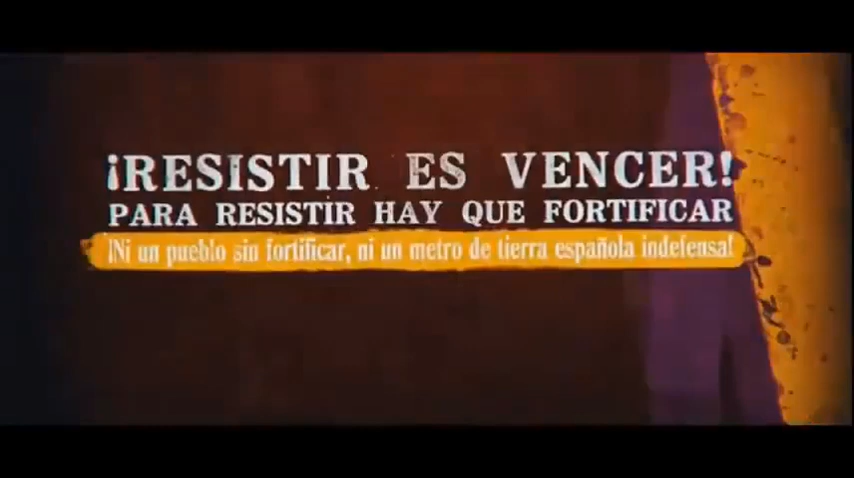 ¡RESISTIR ES VENCER!
PARA RESISTIR HAY QUE FORTIFICAR
¡Ni un pueblo sin fortificar, ni un metro de tierra española indefensa!